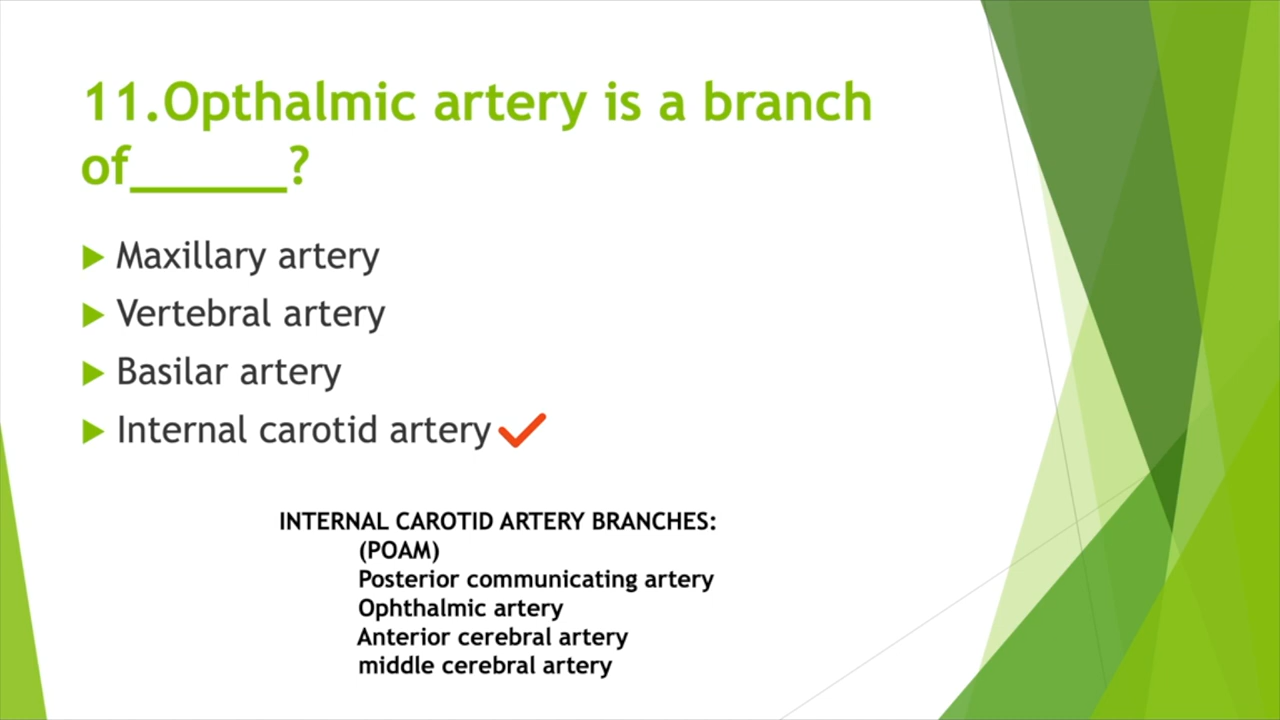 11.Opthalmic artery is a branch
of______?
Maxillary artery
Vertebral artery
Basilar artery
Internal carotid artery
INTERNAL CAROTID ARTERY BRANCHES:
(POAM)
Posterior communicating artery
Ophthalmic artery
Anterior cerebral artery
middle cerebral artery